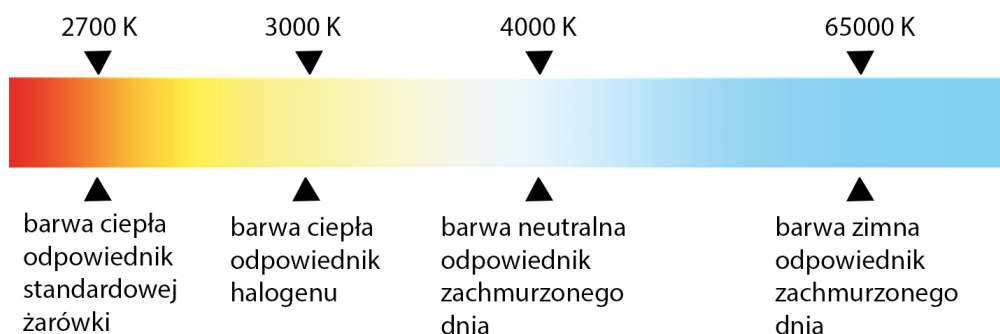 2700 K
3000 K
4000 K
65000 K
barwa ciepła
odpowiednik
standardowej
żarówki
barwa ciepła
odpowiednik
halogenu
barwa neutralna
odpowiednik
zachmurzonego
dnia
barwa zimna
odpowiednik
zachmurzonego
dnia